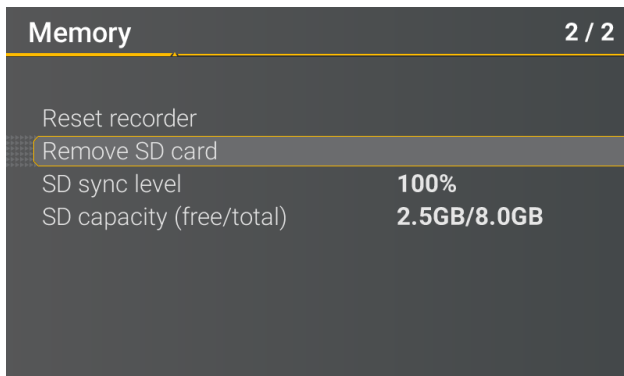 Memory 2 / 2
Reset recorder
Remove SD card
SD sync level 100%
SD capacity (free/total) 2.5GB/8.0GB